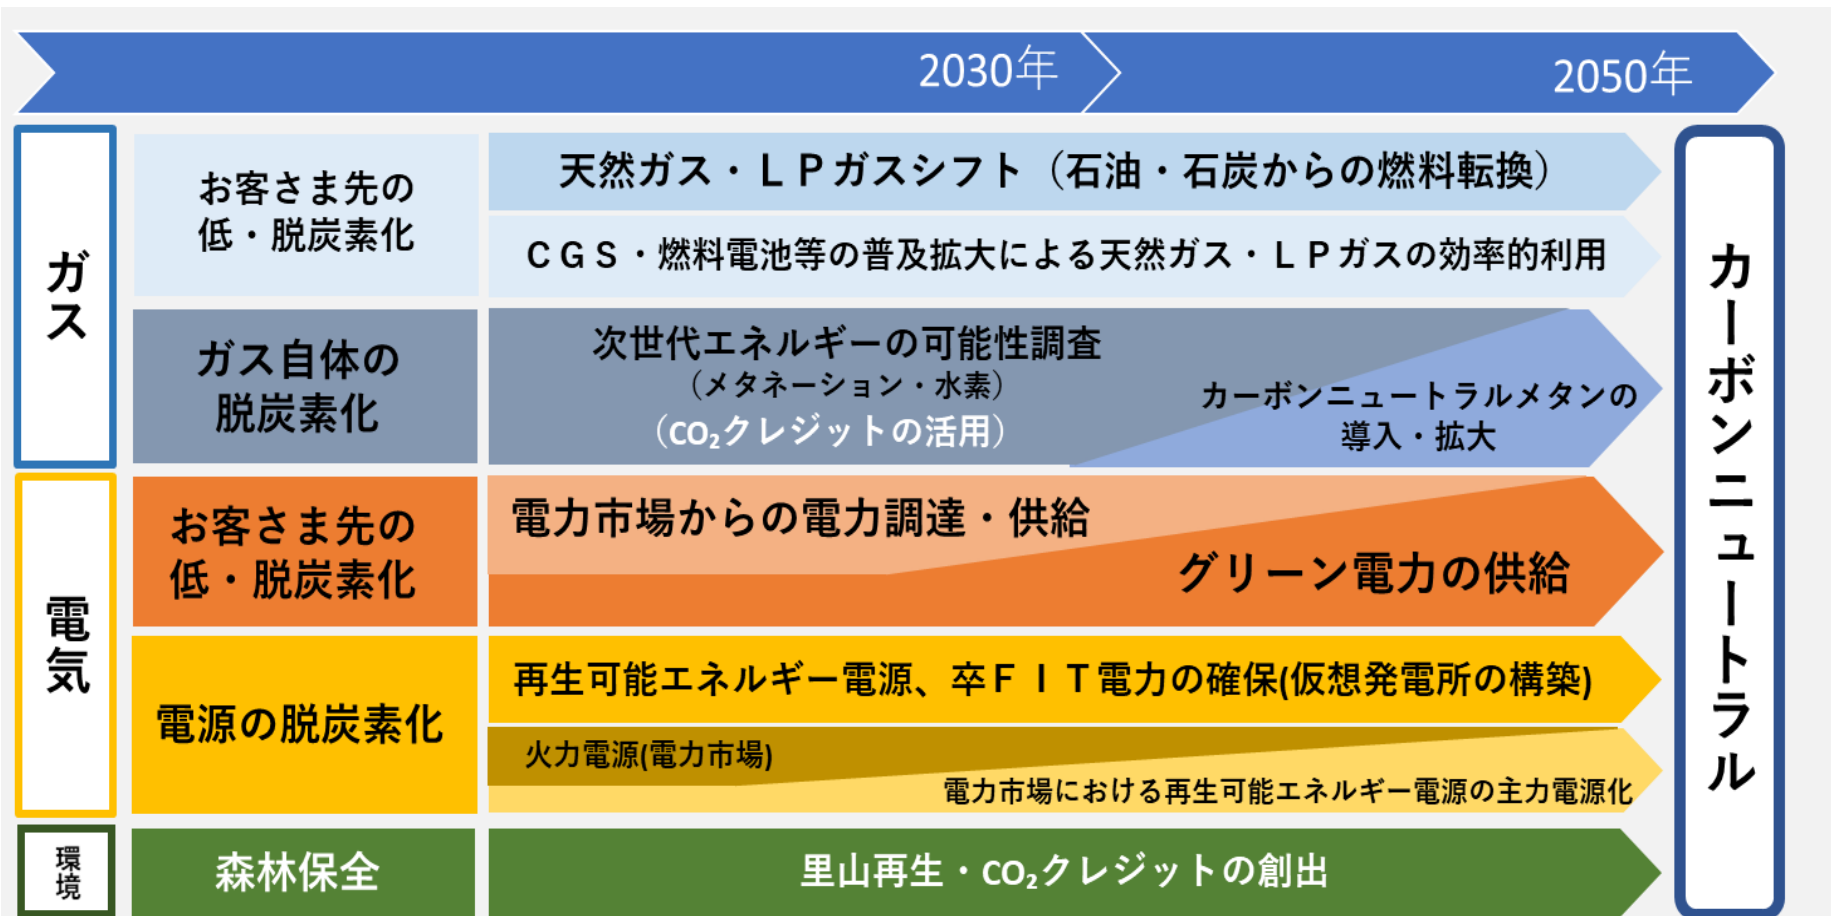 2030年
2050年
ガス
お客さま先の
低・脱炭素化
天然ガス・ＬＰガスシフト（石油・石炭からの燃料転換）
ＣＧＳ・燃料電池等の普及拡大による天然ガス・ＬＰガスの効率的利用
ガス自体の
脱炭素化
次世代エネルギーの可能性調査
（メタネーション・水素）
（CO₂クレジットの活用）
カーボンニュートラルメタンの
導入・拡大
電気
お客さま先の
低・脱炭素化
電力市場からの電力調達・供給
グリーン電力の供給
電源の脱炭素化
再生可能エネルギー電源、卒ＦＩＴ電力の確保(仮想発電所の構築)
火力電源(電力市場)
電力市場における再生可能エネルギー電源の主力電源化
環境
森林保全
里山再生・CO₂クレジットの創出
カーボンニュートラル